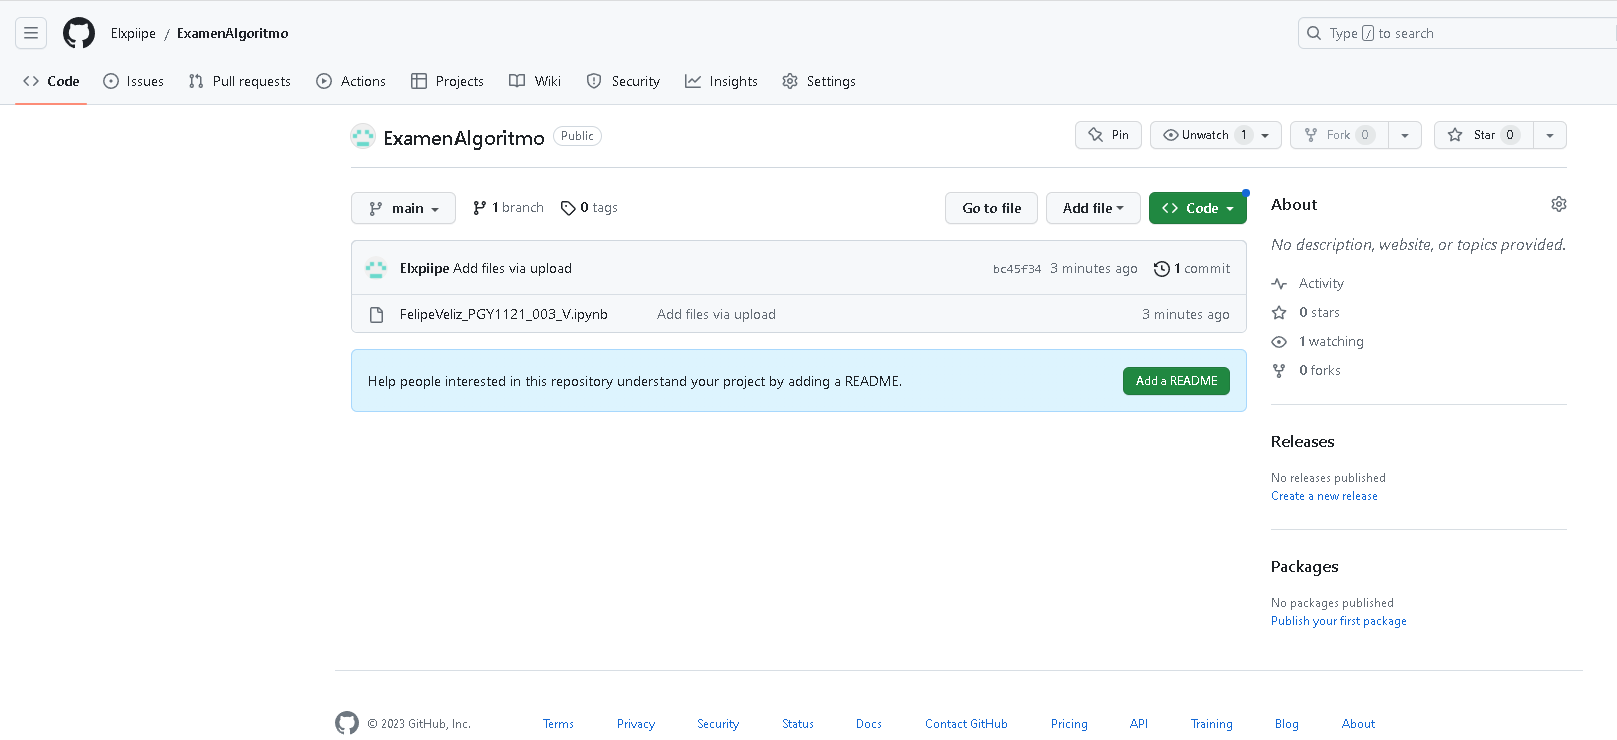 Elxpiipe / ExamenAlgoritmo
Type / to search
Code Issues Pull requests Actions Projects Wiki Security Insights Settings
ExamenAlgoritmo Public
Pin Unwatch 1 Fork 0 Star 0
main 1 branch 0 tags Go to file Add file Code
About
No description, website, or topics provided.
Elxpiipe Add files via upload bc45f34 3 minutes ago 1 commit
Activity
FelipeVeliz_PGY1121_003_V.ipynb Add files via upload 3 minutes ago
0 stars
1 watching
0 forks
Help people interested in this repository understand your project by adding a README. Add a README
Releases
No releases published
Create a new release
Packages
No packages published
Publish your first package
© 2023 GitHub, Inc. Terms Privacy Security Status Docs Contact GitHub Pricing API Training Blog About